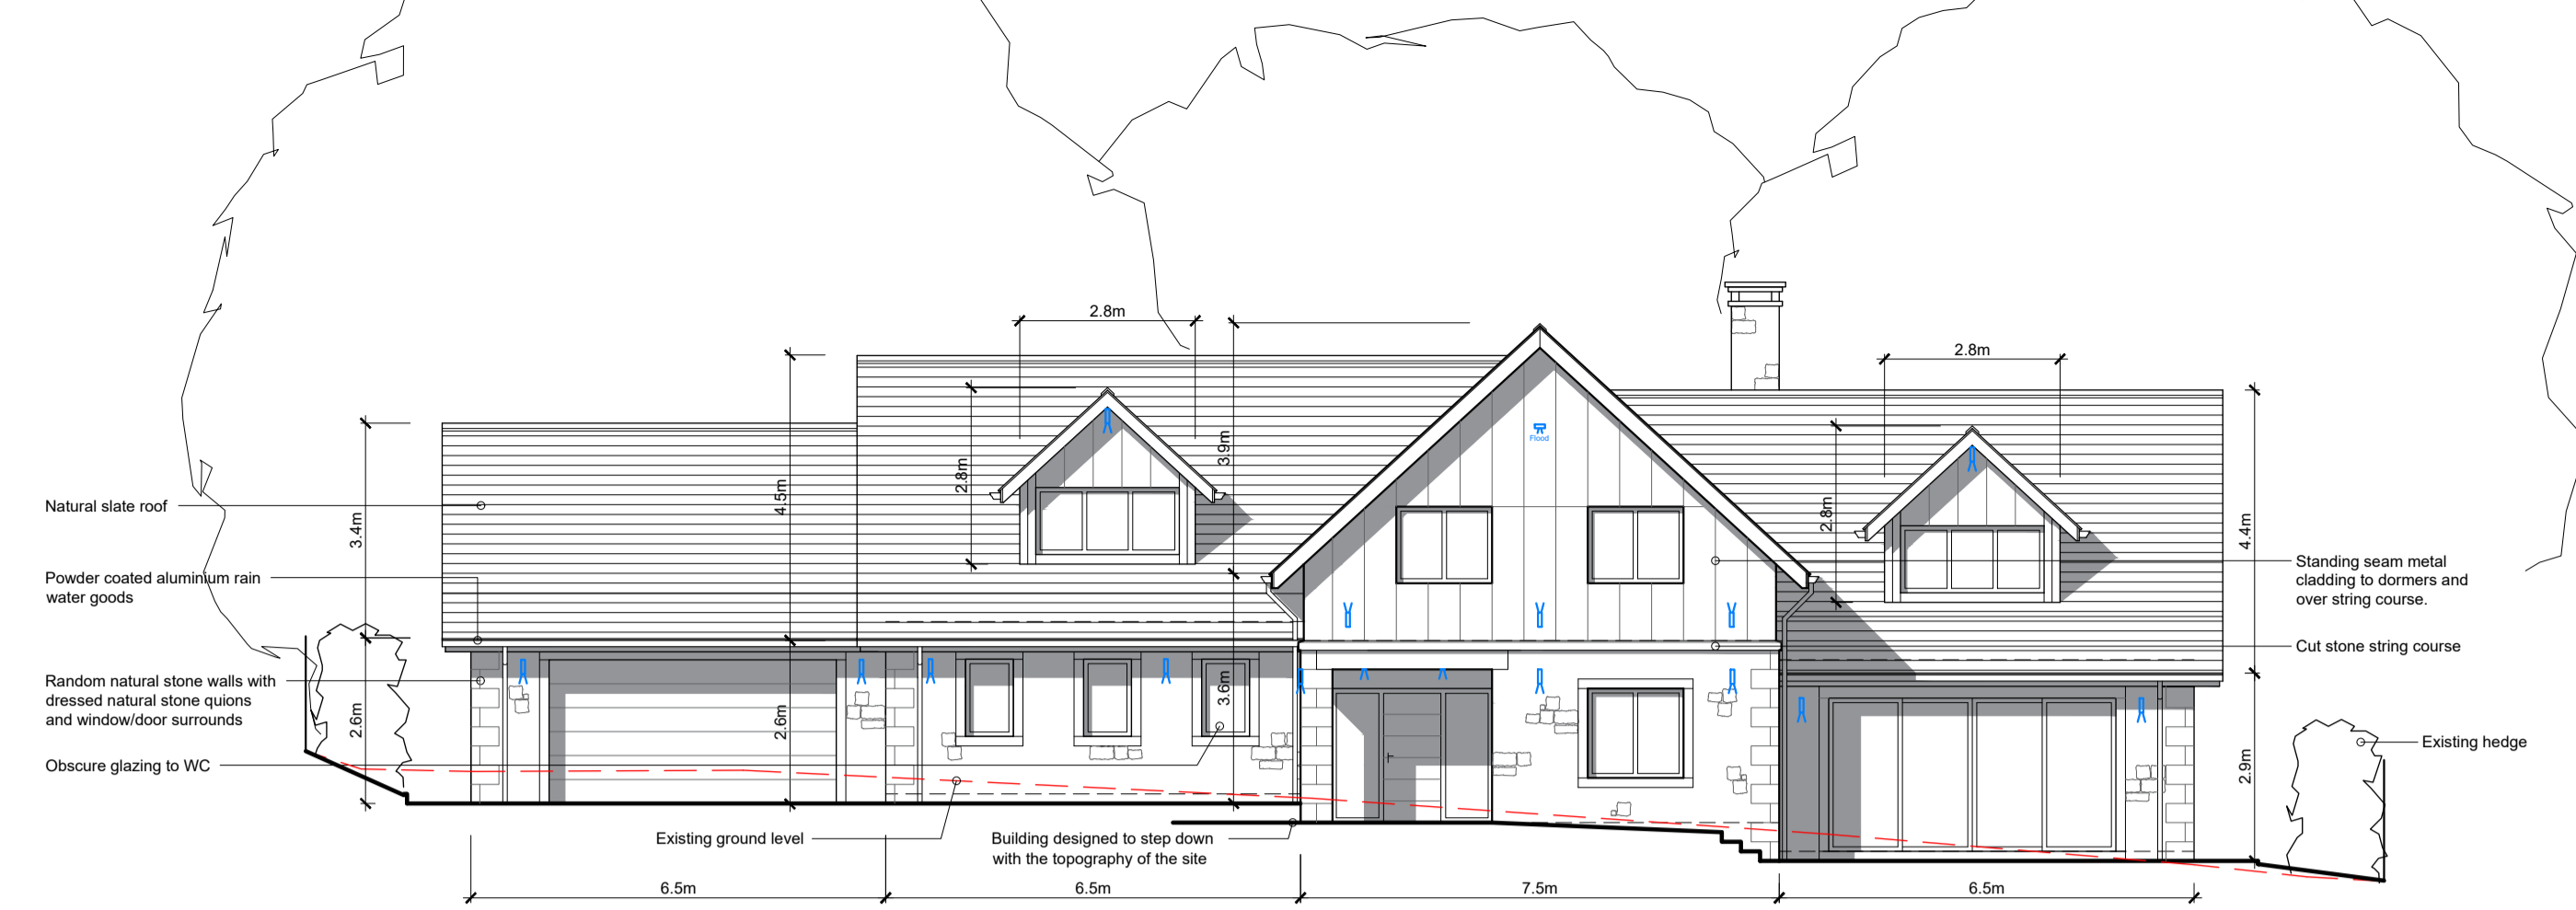 2.8m
2.8m
3.9m
Flood
2.8m
4.5m
Natural slate roof
2.8m
3.4m
4.4m
Standing seam metal
cladding to dormers and
over string course.
Powder coated aluminium rain
water goods
Cut stone string course
Random natural stone walls with
dressed natural stone quions
and window/door surrounds
3.6m
2.6m
2.6m
Existing hedge
Obscure glazing to WC
2.9m
Existing ground level
Building designed to step down
with the topography of the site
6.5m
6.5m
7.5m
6.5m